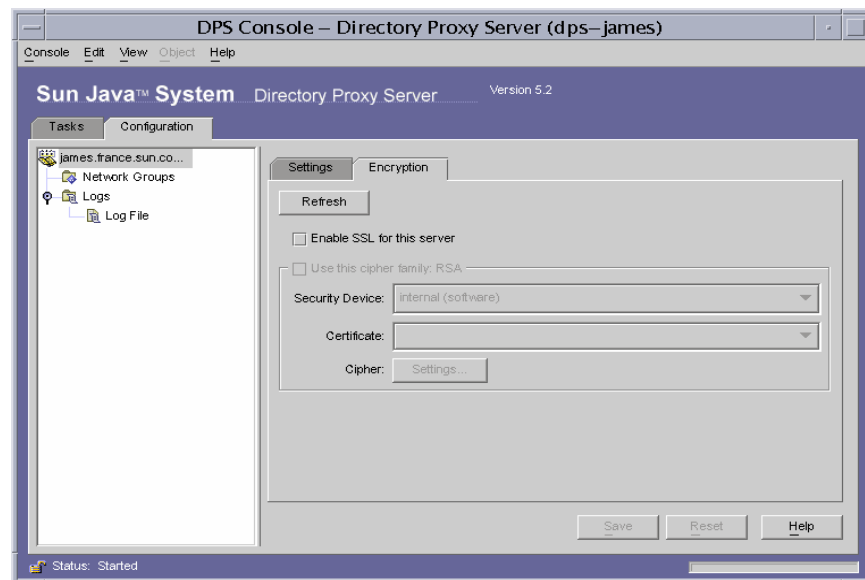 DPS Console – Directory Proxy Server (dps–james)
Console Edit View Object Help
Sun Java™ System Directory Proxy Server Version 5.2
Tasks Configuration
james.france.sun.co...
Network Groups
Logs
Log File
Settings Encryption
Refresh
Enable SSL for this server
Use this cipher family: RSA
Security Device: internal (software)
Certificate:
Cipher: Settings...
Save Reset Help
Status: Started